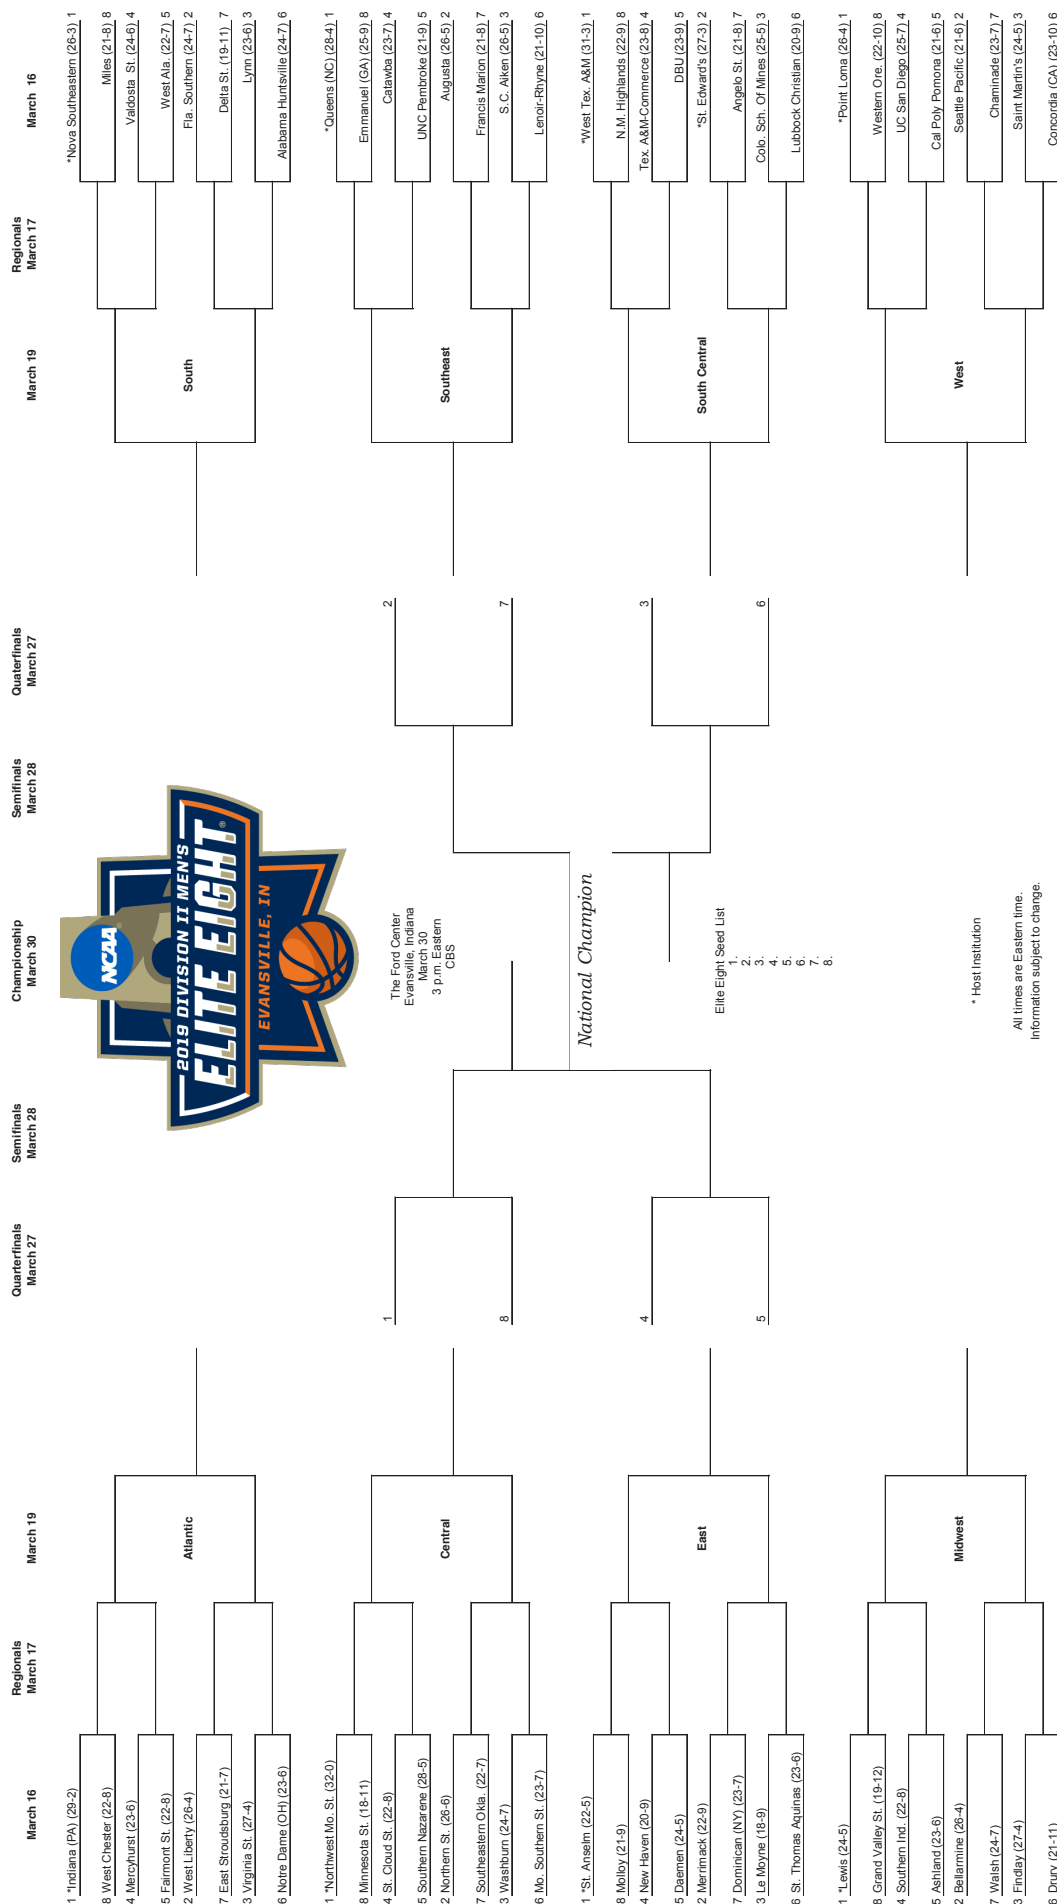 March 16
Regionals
March 17
March 19
Quarterfinals
March 27
Semifinals
March 28
Championship
March 30
Semifinals
March 28
Quaterfinals
March 27
March 19
Regionals
March 17
March 16
1 *Indiana (PA) (29-2)
8 West Chester (22-8)
4 Mercyhurst (23-6)
5 Fairmont St. (22-8)
2 West Liberty (26-4)
7 East Stroudsburg (21-7)
3 Virginia St. (27-4)
6 Notre Dame (OH) (23-6)
Atlantic
1 *Northwest Mo. St. (32-0)
8 Minnesota St. (18-11)
4 St. Cloud St. (22-8)
5 Southern Nazarene (28-5)
2 Northern St. (26-6)
7 Southeastern Okla. (22-7)
3 Washburn (24-7)
6 Mo. Southern St. (23-7)
Central
1 *St. Anselm (22-5)
8 Molloy (21-9)
4 New Haven (20-9)
5 Daemen (24-5)
2 Merrimack (22-9)
7 Dominican (NY) (23-7)
3 Le Moyne (18-9)
6 St. Thomas Aquinas (23-6)
East
1 *Lewis (24-5)
8 Grand Valley St. (19-12)
4 Southern Ind. (22-8)
5 Ashland (23-6)
2 Bellarmine (26-4)
7 Walsh (24-7)
3 Findlay (27-4)
6 Drury (21-11)
Midwest
1
8
4
5
NCAA
2019 DIVISION II MEN'S
ELITE EIGHT®
EVANSVILLE, IN
The Ford Center
Evansville, Indiana
March 30
3 p.m. Eastern
CBS
National Champion
Elite Eight Seed List
1.
2.
3.
4.
5.
6.
7.
8.
* Host Institution
All times are Eastern time.
Information subject to change.
2
7
3
6
South
*Nova Southeastern (26-3) 1
Miles (21-8) 8
Valdosta St. (24-6) 4
West Ala. (22-7) 5
Fla. Southern (24-7) 2
Delta St. (19-11) 7
Lynn (23-6) 3
Alabama Huntsville (24-7) 6
Southeast
*Queens (NC) (28-4) 1
Emmanuel (GA) (25-9) 8
Catawba (23-7) 4
UNC Pembroke (21-9) 5
Augusta (26-5) 2
Francis Marion (21-8) 7
S.C. Aiken (26-5) 3
Lenoir-Rhyne (21-10) 6
South Central
*West Tex. A&M (31-3) 1
N.M. Highlands (22-9) 8
Tex. A&M-Commerce (23-8) 4
DBU (23-9) 5
*St. Edward's (27-3) 2
Angelo St. (21-8) 7
Colo. Sch. Of Mines (25-5) 3
Lubbock Christian (20-9) 6
West
*Point Loma (26-4) 1
Western Ore. (22-10) 8
UC San Diego (25-7) 4
Cal Poly Pomona (21-6) 5
Seattle Pacific (21-6) 2
Chaminade (23-7) 7
Saint Martin's (24-5) 3
Concordia (CA) (23-10) 6